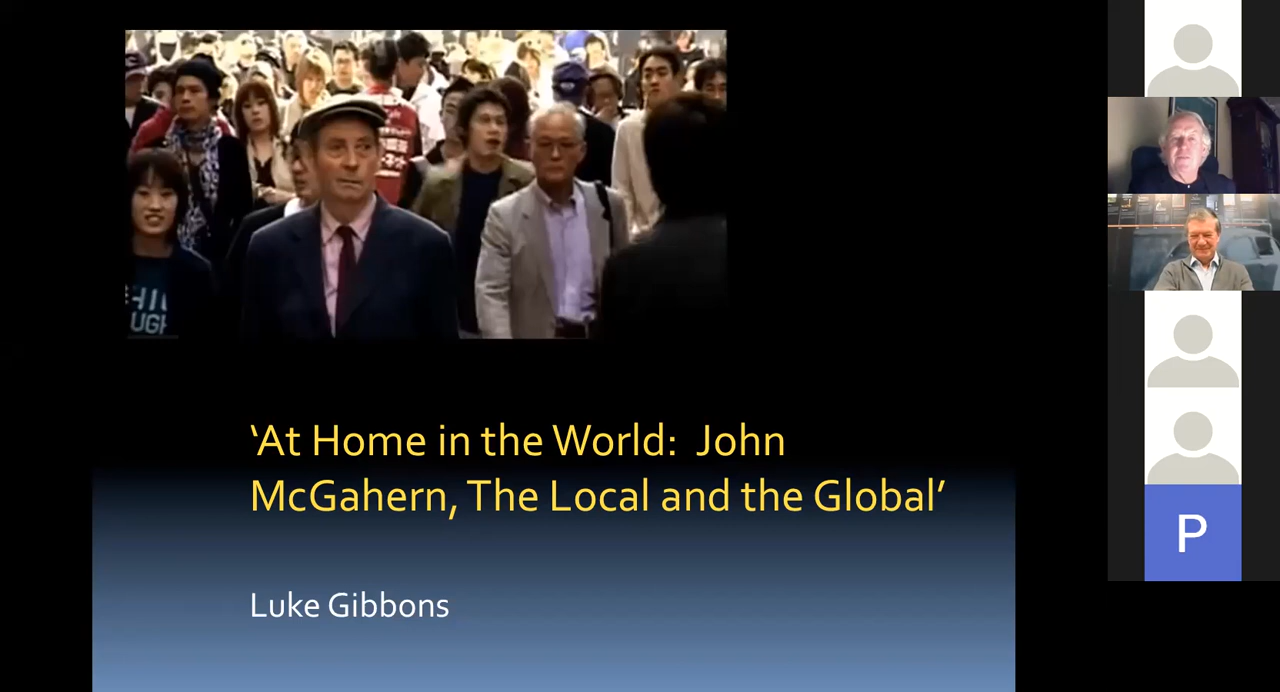 ‘At Home in the World:  John
McGahern, The Local and the Global’
Luke Gibbons
P